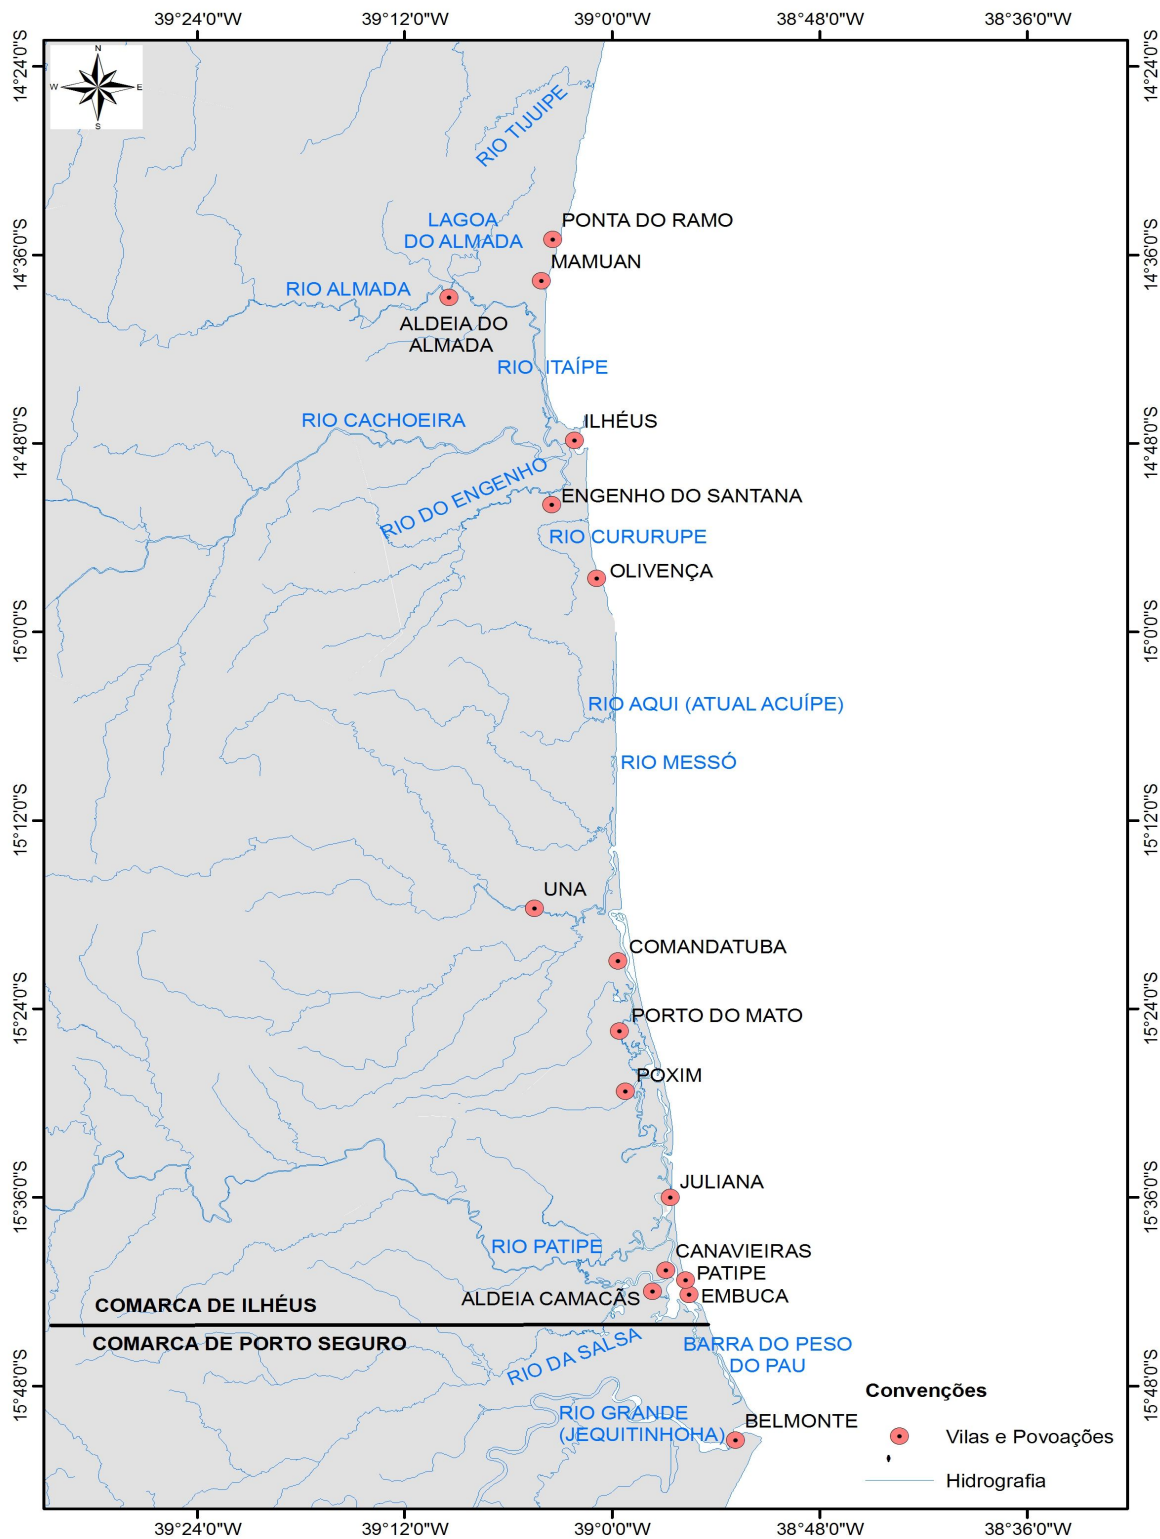 39°24'0"W 39°12'0"W 39°00'0"W 38°48'0"W 38°36'0"W
14°24'0"S 14°24'0"S
N
W E
S
RIO TIJUIPE
PONTA DO RAMO
LAGOA
DO ALMADA
14°36'0"S 14°36'0"S
MAMUAN
RIO ALMADA
ALDEIA DO
ALMADA
RIO ITAÍPE
RIO CACHOEIRA
ILHÉUS
14°48'0"S 14°48'0"S
RIO DO ENGENHO
ENGENHO DO SANTANA
RIO CURURUPE
OLIVENÇA
15°0'0"S 15°0'0"S
RIO AQUI (ATUAL ACUÍPE)
RIO MESSÓ
15°12'0"S 15°12'0"S
UNA
COMANDATUBA
15°24'0"S 15°24'0"S
PORTO DO MATO
POXIM
JULIANA
15°36'0"S 15°36'0"S
RIO PATIPE
CANAVIEIRAS
PATIPE
ALDEIA CAMACÃS
EMBUCA
COMARCA DE ILHÉUS
COMARCA DE PORTO SEGURO
RIO DA SALSA
BARRA DO PESO
DO PAU
15°48'0"S 15°48'0"S
Convenções
RIO GRANDE
(JEQUITINHOHA)
BELMONTE
Vilas e Povoações
Hidrografia
39°24'0"W 39°12'0"W 39°00'0"W 38°48'0"W 38°36'0"W